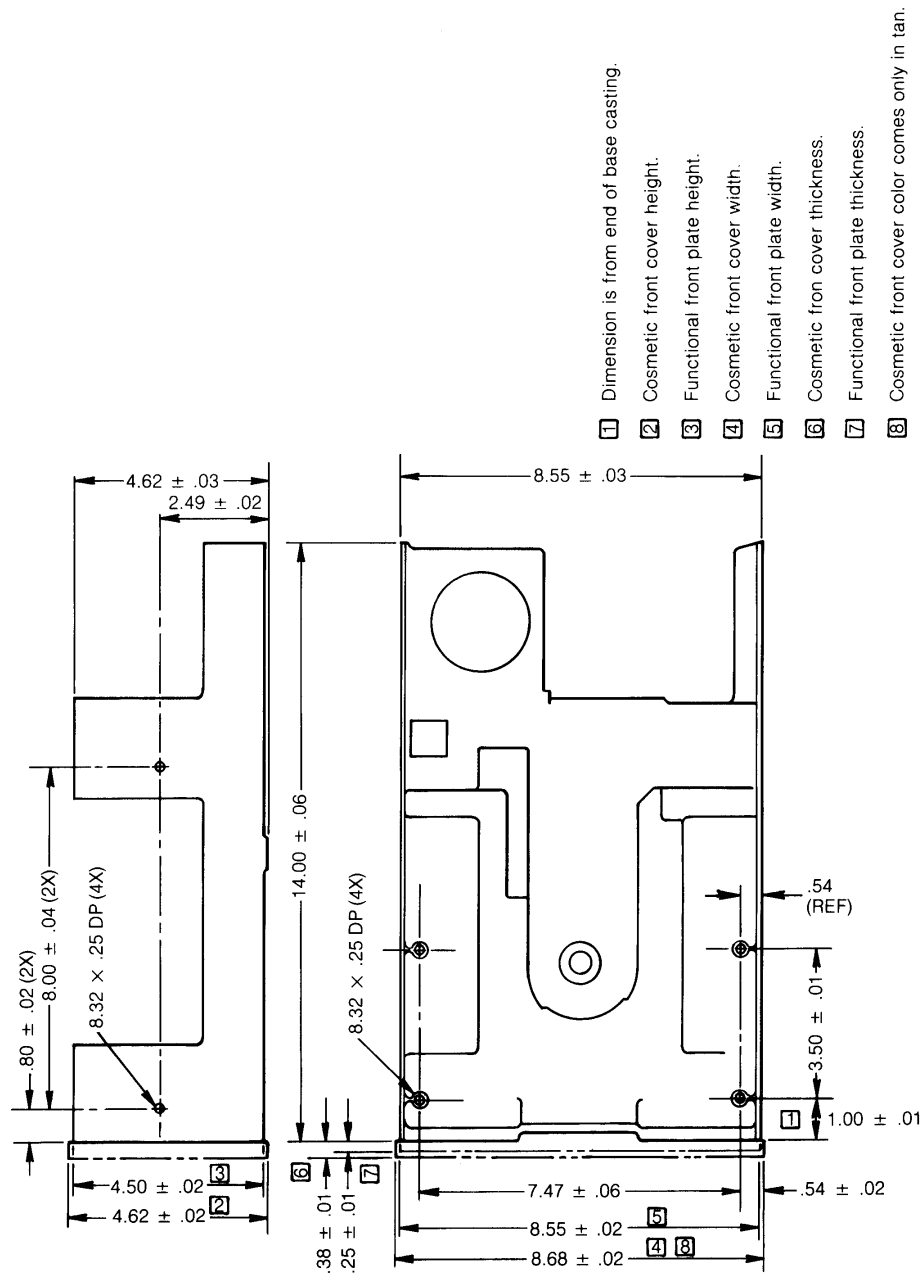 4.62 ± .03
2.49 ± .02
.80 ± .02 (2X)
8.00 ± .04 (2X)
8.32 × .25 DP (4X)
4.50 ± .02 3
4.62 ± .02 2
14.00 ± .06
8.32 × .25 DP (4X)
6
.38 ± .01
7
.25 ± .01
8.55 ± .03
.54
(REF)
3.50 ± .01
1
1.00 ± .01
7.47 ± .06
.54 ± .02
8.55 ± .02 5
8.68 ± .02 4 8
1 Dimension is from end of base casting.
2 Cosmetic front cover height.
3 Functional front plate height.
4 Cosmetic front cover width.
5 Functional front plate width.
6 Cosmetic fron cover thickness.
7 Functional front plate thickness.
8 Cosmetic front cover color comes only in tan.